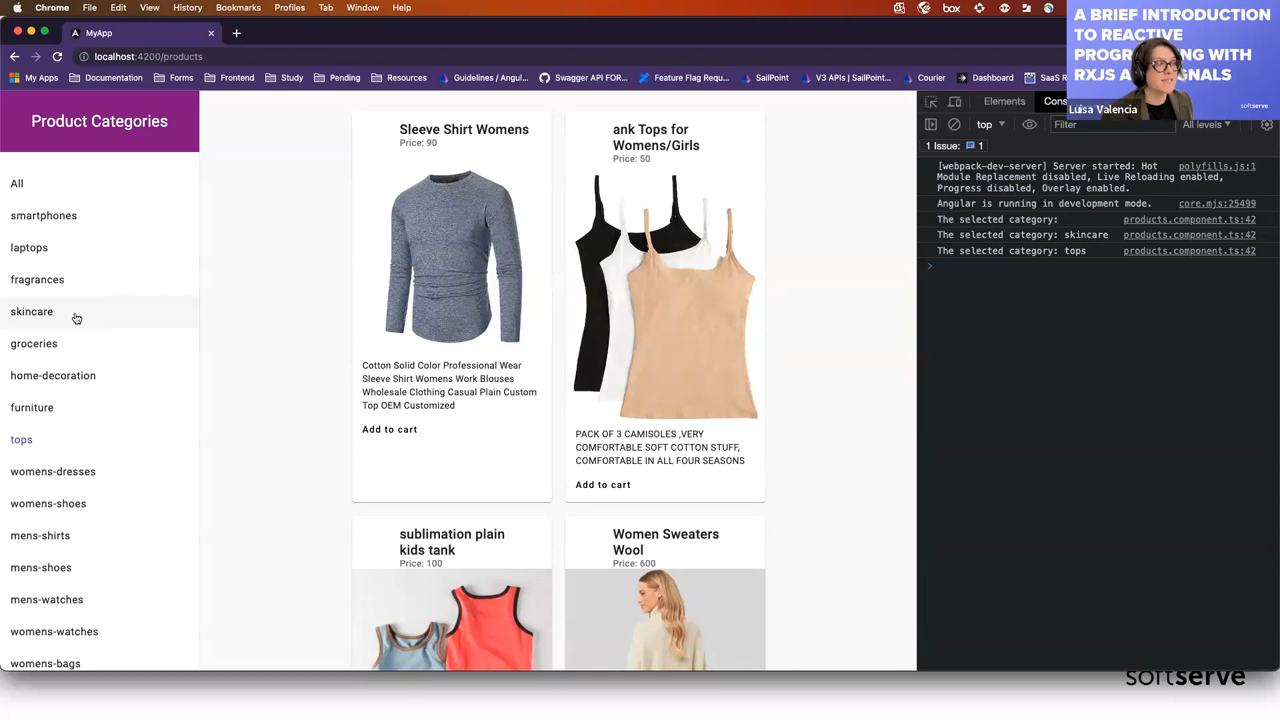 Chrome File Edit View History Bookmarks Profiles Tab Window Help box
MyApp
localhost:4200/products
My Apps Documentation Forms Frontend Study Pending Resources Guidelines / Angul... Swagger API FOR... Feature Flag Requ... SailPoint V3 APIs | SailPoin... Courier Dashboard SaaS R
A BRIEF INTRODUCTION
TO REACTIVE
WITH
RXJS
softserve
Luisa Valencia
Product Categories
All
smartphones
laptops
fragrances
skincare
groceries
home-decoration
furniture
tops
womens-dresses
womens-shoes
mens-shirts
mens-shoes
mens-watches
womens-watches
womens-bags
Sleeve Shirt Womens
Price: 90
Cotton Solid Color Professional Wear
Sleeve Shirt Womens Work Blouses
Wholesale Clothing Casual Plain Custom
Top OEM Customized
Add to cart
ank Tops for
Womens/Girls
Price: 50
PACK OF 3 CAMISOLES ,VERY
COMFORTABLE SOFT COTTON STUFF,
COMFORTABLE IN ALL FOUR SEASONS
Add to cart
sublimation plain
kids tank
Price: 100
Women Sweaters
Wool
Price: 600
Elements Cons
top Filter All levels
1 Issue: 1
[webpack-dev-server] Server started: Hot polyfills.js:1
Module Replacement disabled, Live Reloading enabled,
Progress disabled, Overlay enabled.
Angular is running in development mode. core.mjs:25499
The selected category: products.component.ts:42
The selected category: skincare products.component.ts:42
The selected category: tops products.component.ts:42
softserve